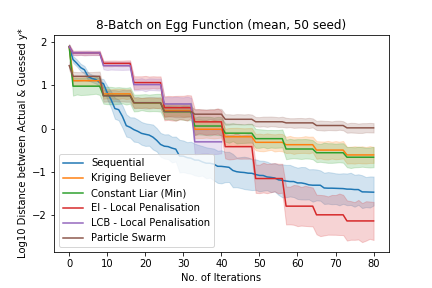 8-Batch on Egg Function (mean, 50 seed)
Log10 Distance between Actual & Guessed y*
2
1
0
−1
−2
Sequential
Kriging Believer
Constant Liar (Min)
EI - Local Penalisation
LCB - Local Penalisation
Particle Swarm
0 10 20 30 40 50 60 70 80
No. of Iterations